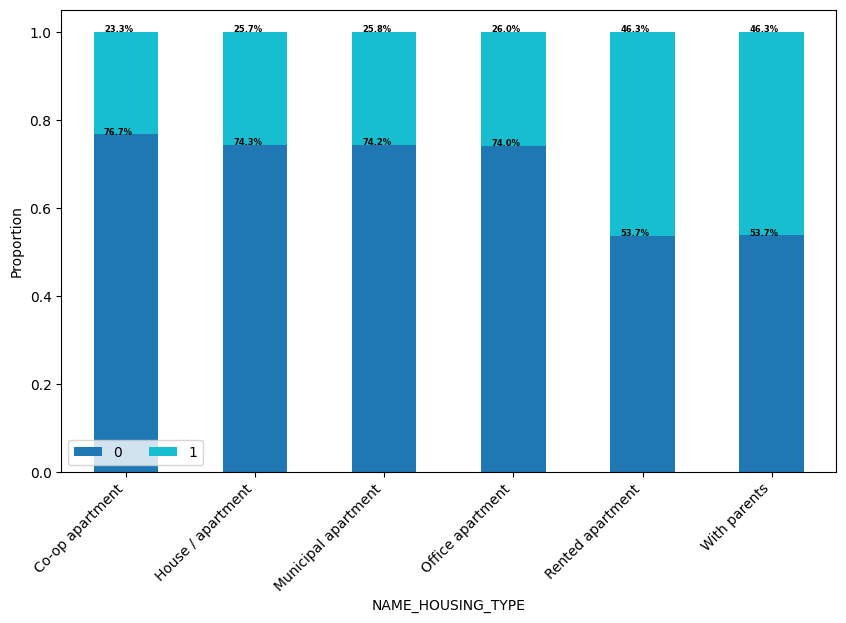 23.3% 25.7% 25.8% 26.0% 46.3% 46.3%
76.7% 74.3% 74.2% 74.0% 53.7% 53.7%
1.0
0.8
0.6
0.4
0.2
0.0
Proportion
0 1
Co-op apartment
House / apartment
Municipal apartment
Office apartment
Rented apartment
With parents
NAME_HOUSING_TYPE